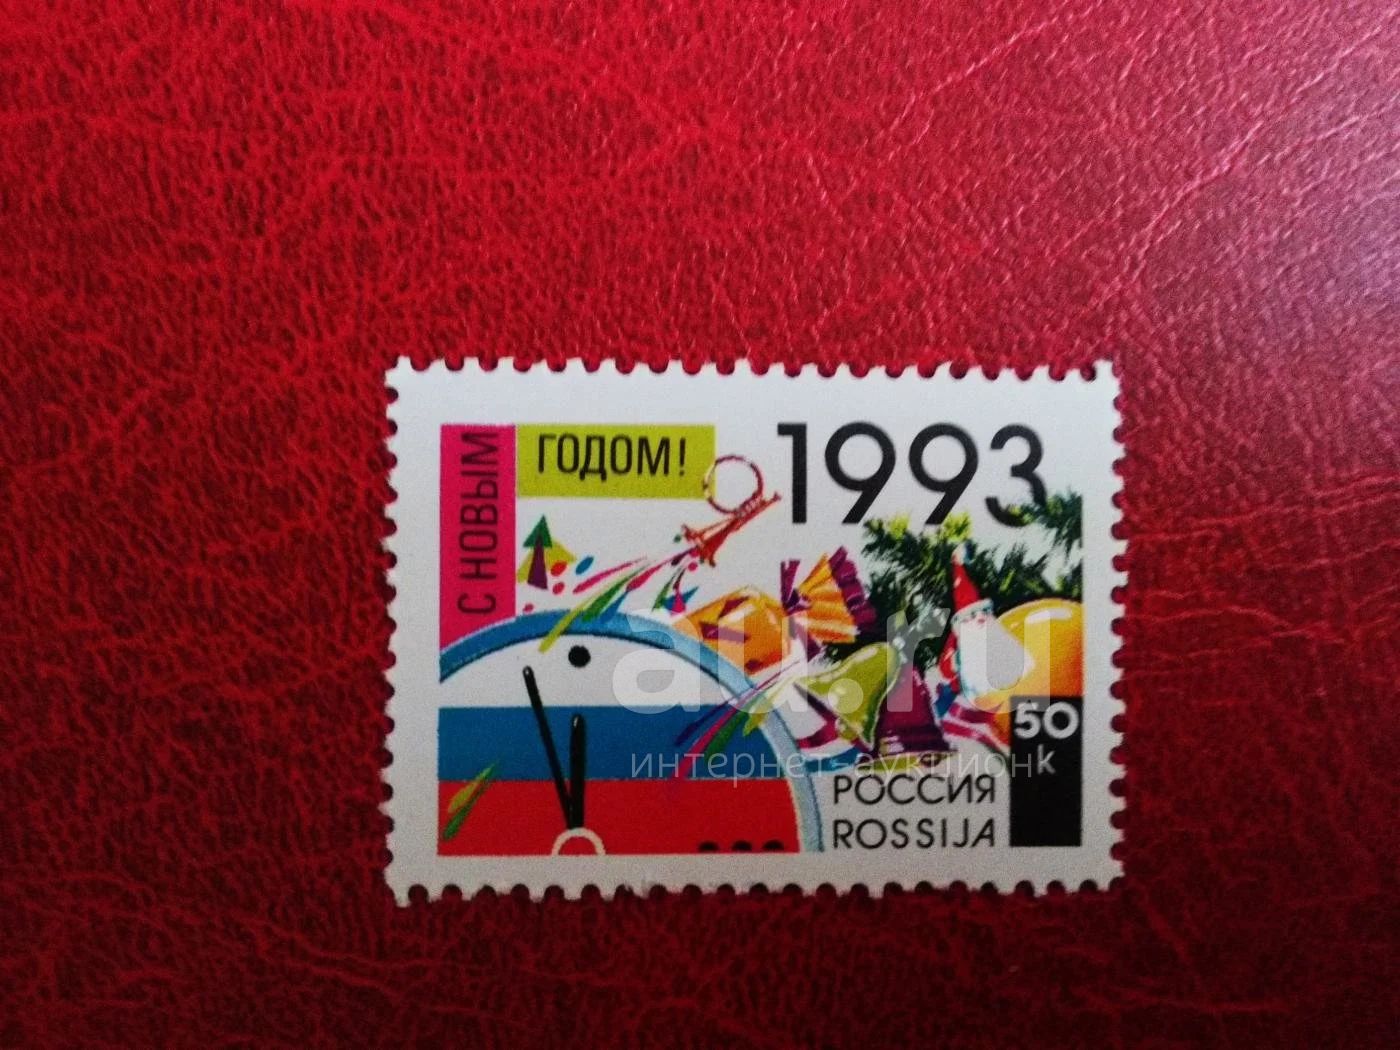 С НОВЫМ
ГОДОМ!
1993
au.ru
интернет-аукцион
50
k
РОССИЯ
ROSSIJA